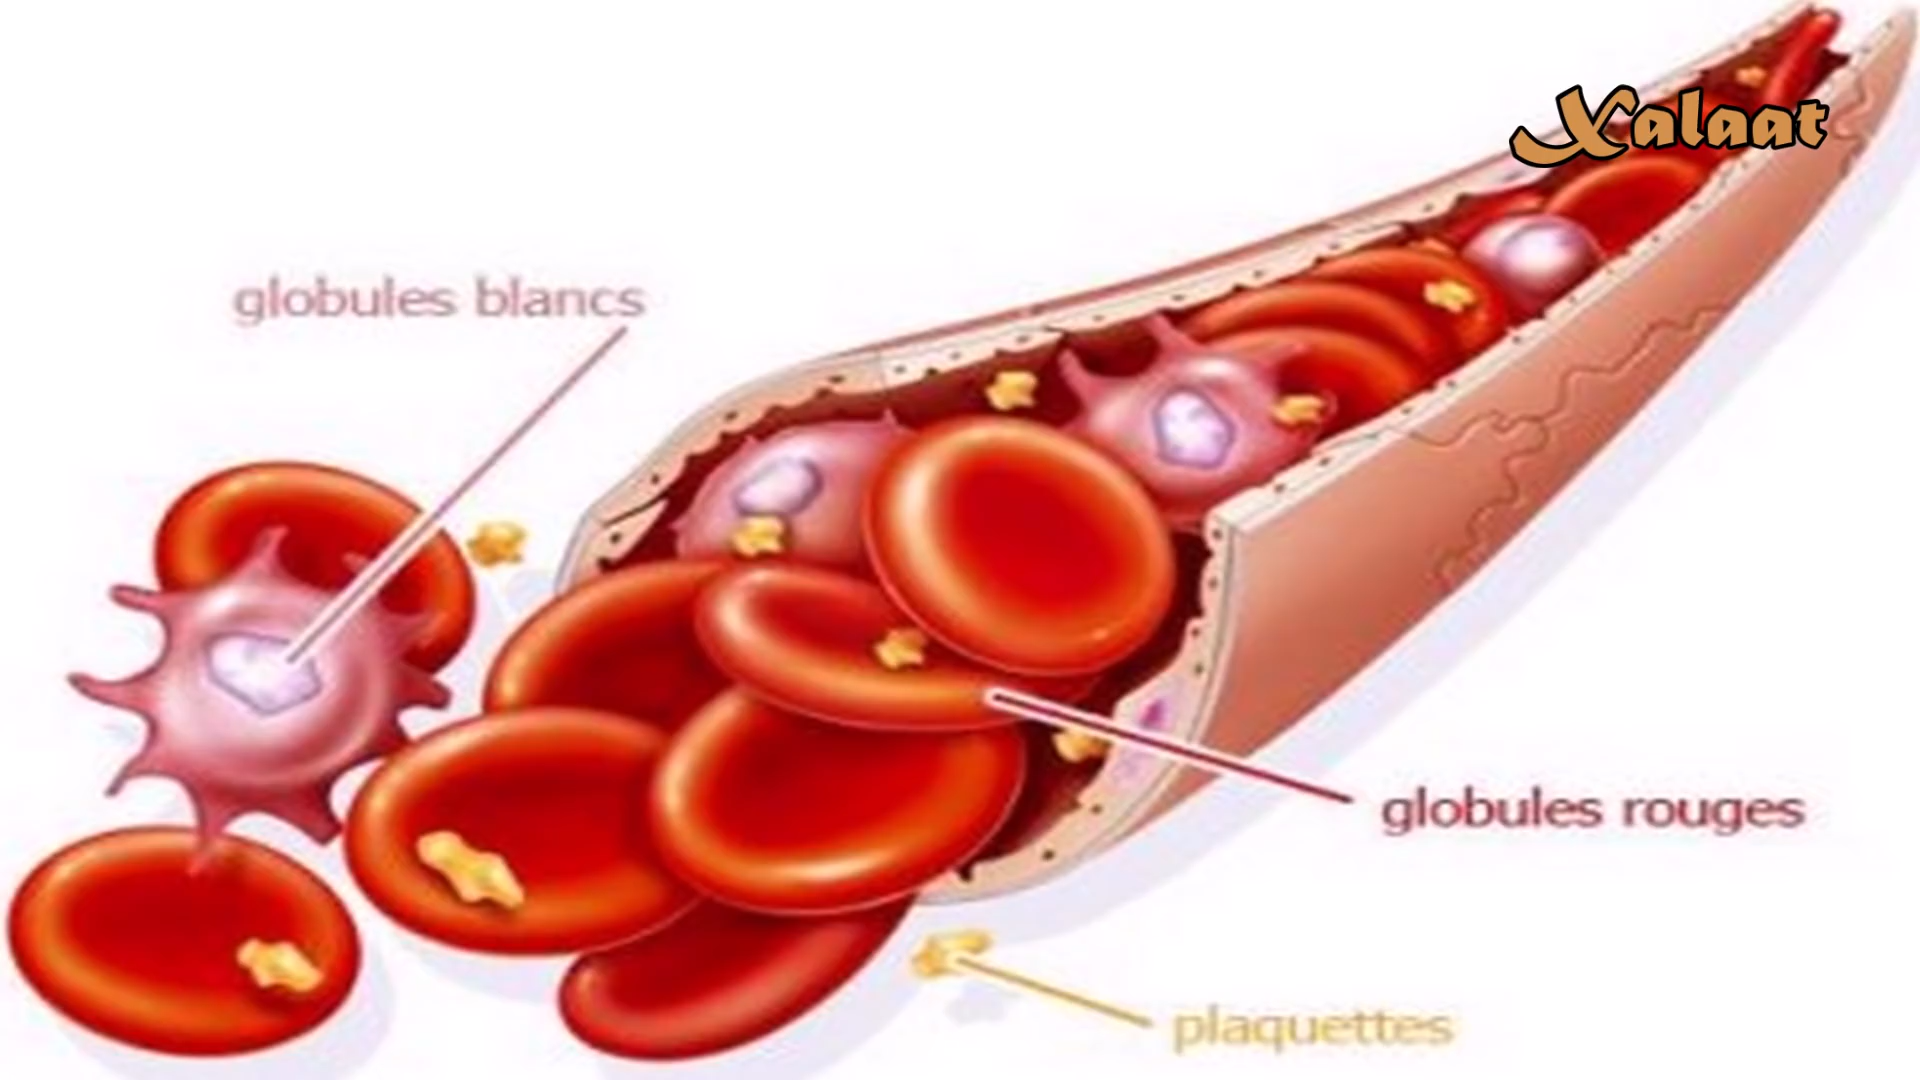 Xalaat
globules blancs
globules rouges
plaquettes